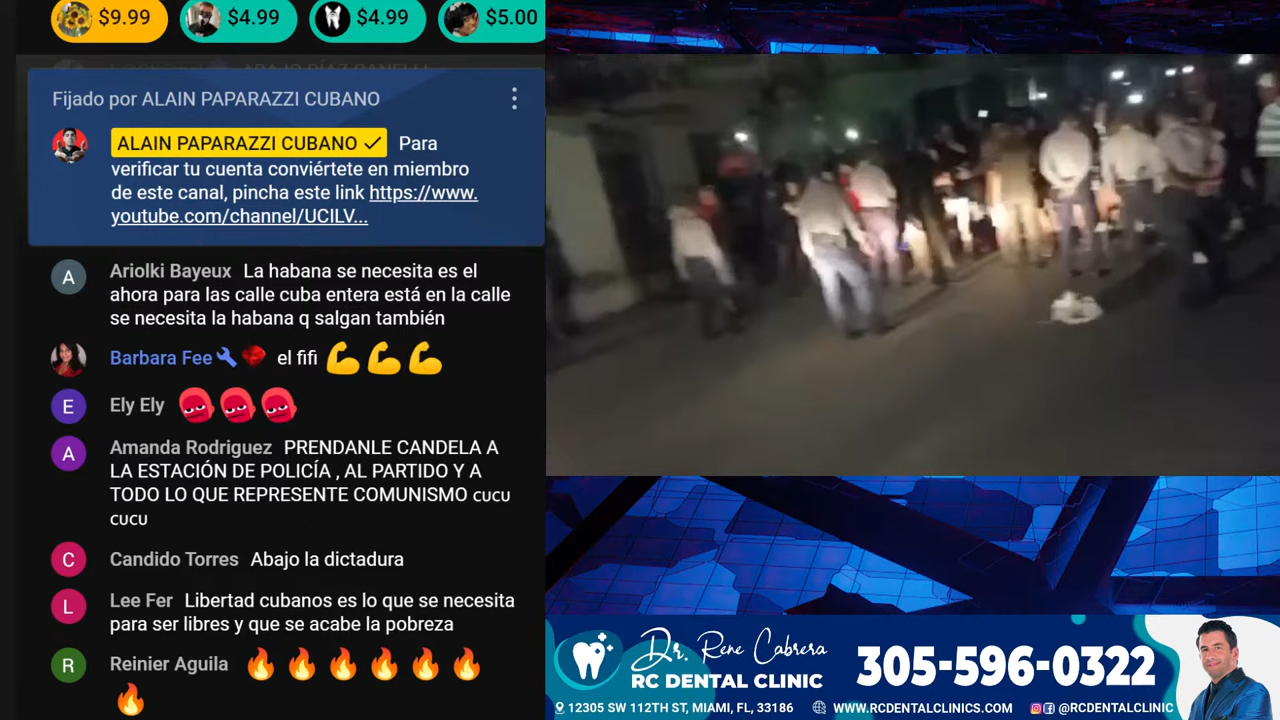 $9.99
$4.99
$4.99
$5.00
Fijado por ALAIN PAPARAZZI CUBANO
ALAIN PAPARAZZI CUBANO Para
verificar tu cuenta conviértete en miembro
de este canal, pincha este link https://www.
youtube.com/channel/UCILV...
Ariolki Bayeux La habana se necesita es el
ahora para las calle cuba entera está en la calle
se necesita la habana q salgan también
Barbara Fee el fifi
Ely Ely
Amanda Rodriguez PRENDANLE CANDELA A
LA ESTACIÓN DE POLICÍA , AL PARTIDO Y A
TODO LO QUE REPRESENTE COMUNISMO cucu
cucu
Candido Torres Abajo la dictadura
Lee Fer Libertad cubanos es lo que se necesita
para ser libres y que se acabe la pobreza
Reinier Aguila
A
E
A
C
L
R
Dr. Rene Cabrera
RC DENTAL CLINIC
305-596-0322
12305 SW 112TH ST, MIAMI, FL, 33186
WWW.RCDENTALCLINICS.COM
@RCDENTALCLINIC